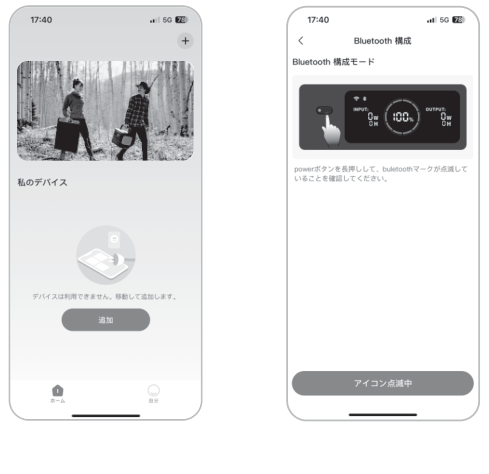 17:40
5G 78
+
私のデバイス
デバイスは利用できません。移動して追加します。
追加
ホーム
自分
17:40
5G 78
Bluetooth 構成
Bluetooth 構成モード
INPUT:
0W
0H
100%
OUTPUT:
0W
0H
powerボタンを長押しして、buletoothマークが点滅して
いることを確認してください。
アイコン点滅中